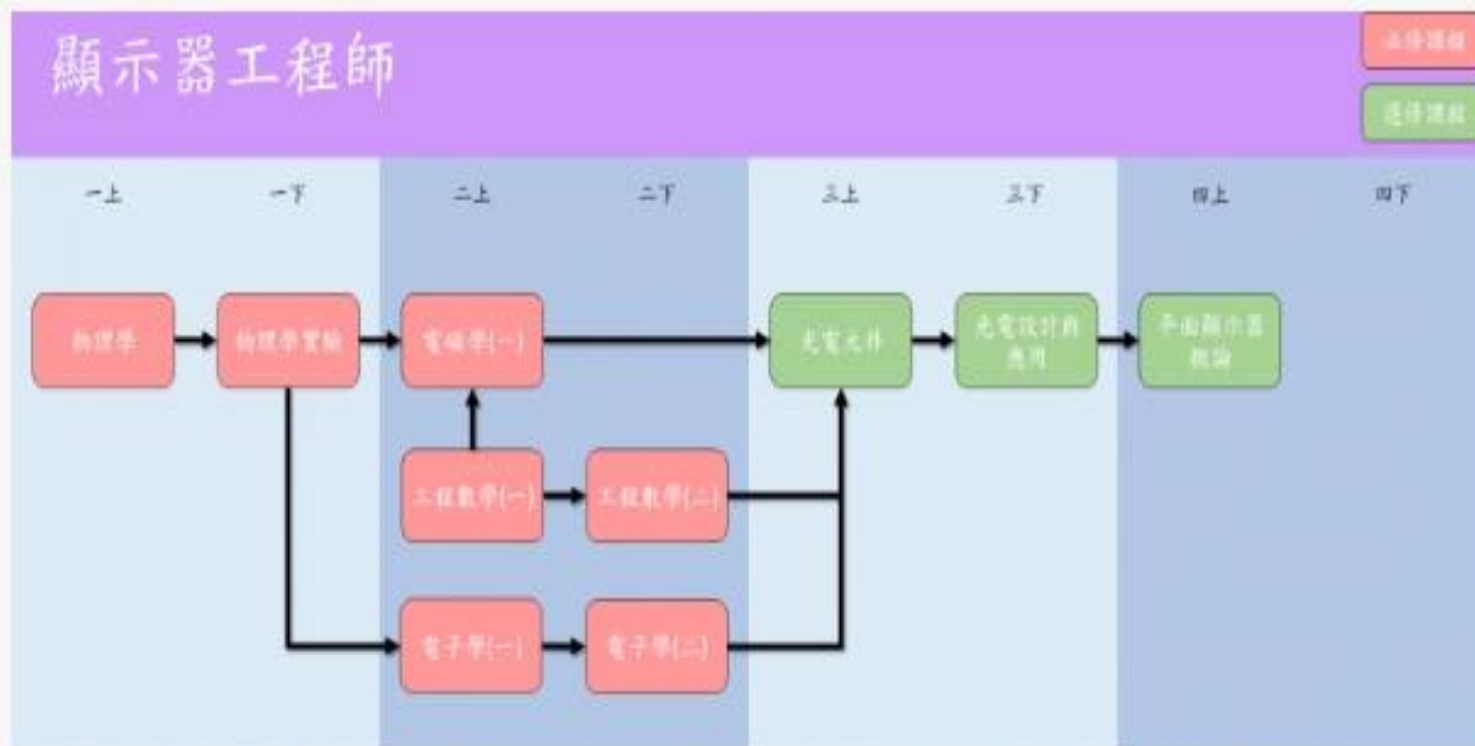 顯示器工程師
必修課程
選修課程
一上
一下
二上
二下
三上
三下
四上
四下
物理學
物理學實驗
電磁學(一)
光電元件
光電設計與
應用
平面顯示器
概論
工程數學(一)
工程數學(二)
電子學(一)
電子學(二)